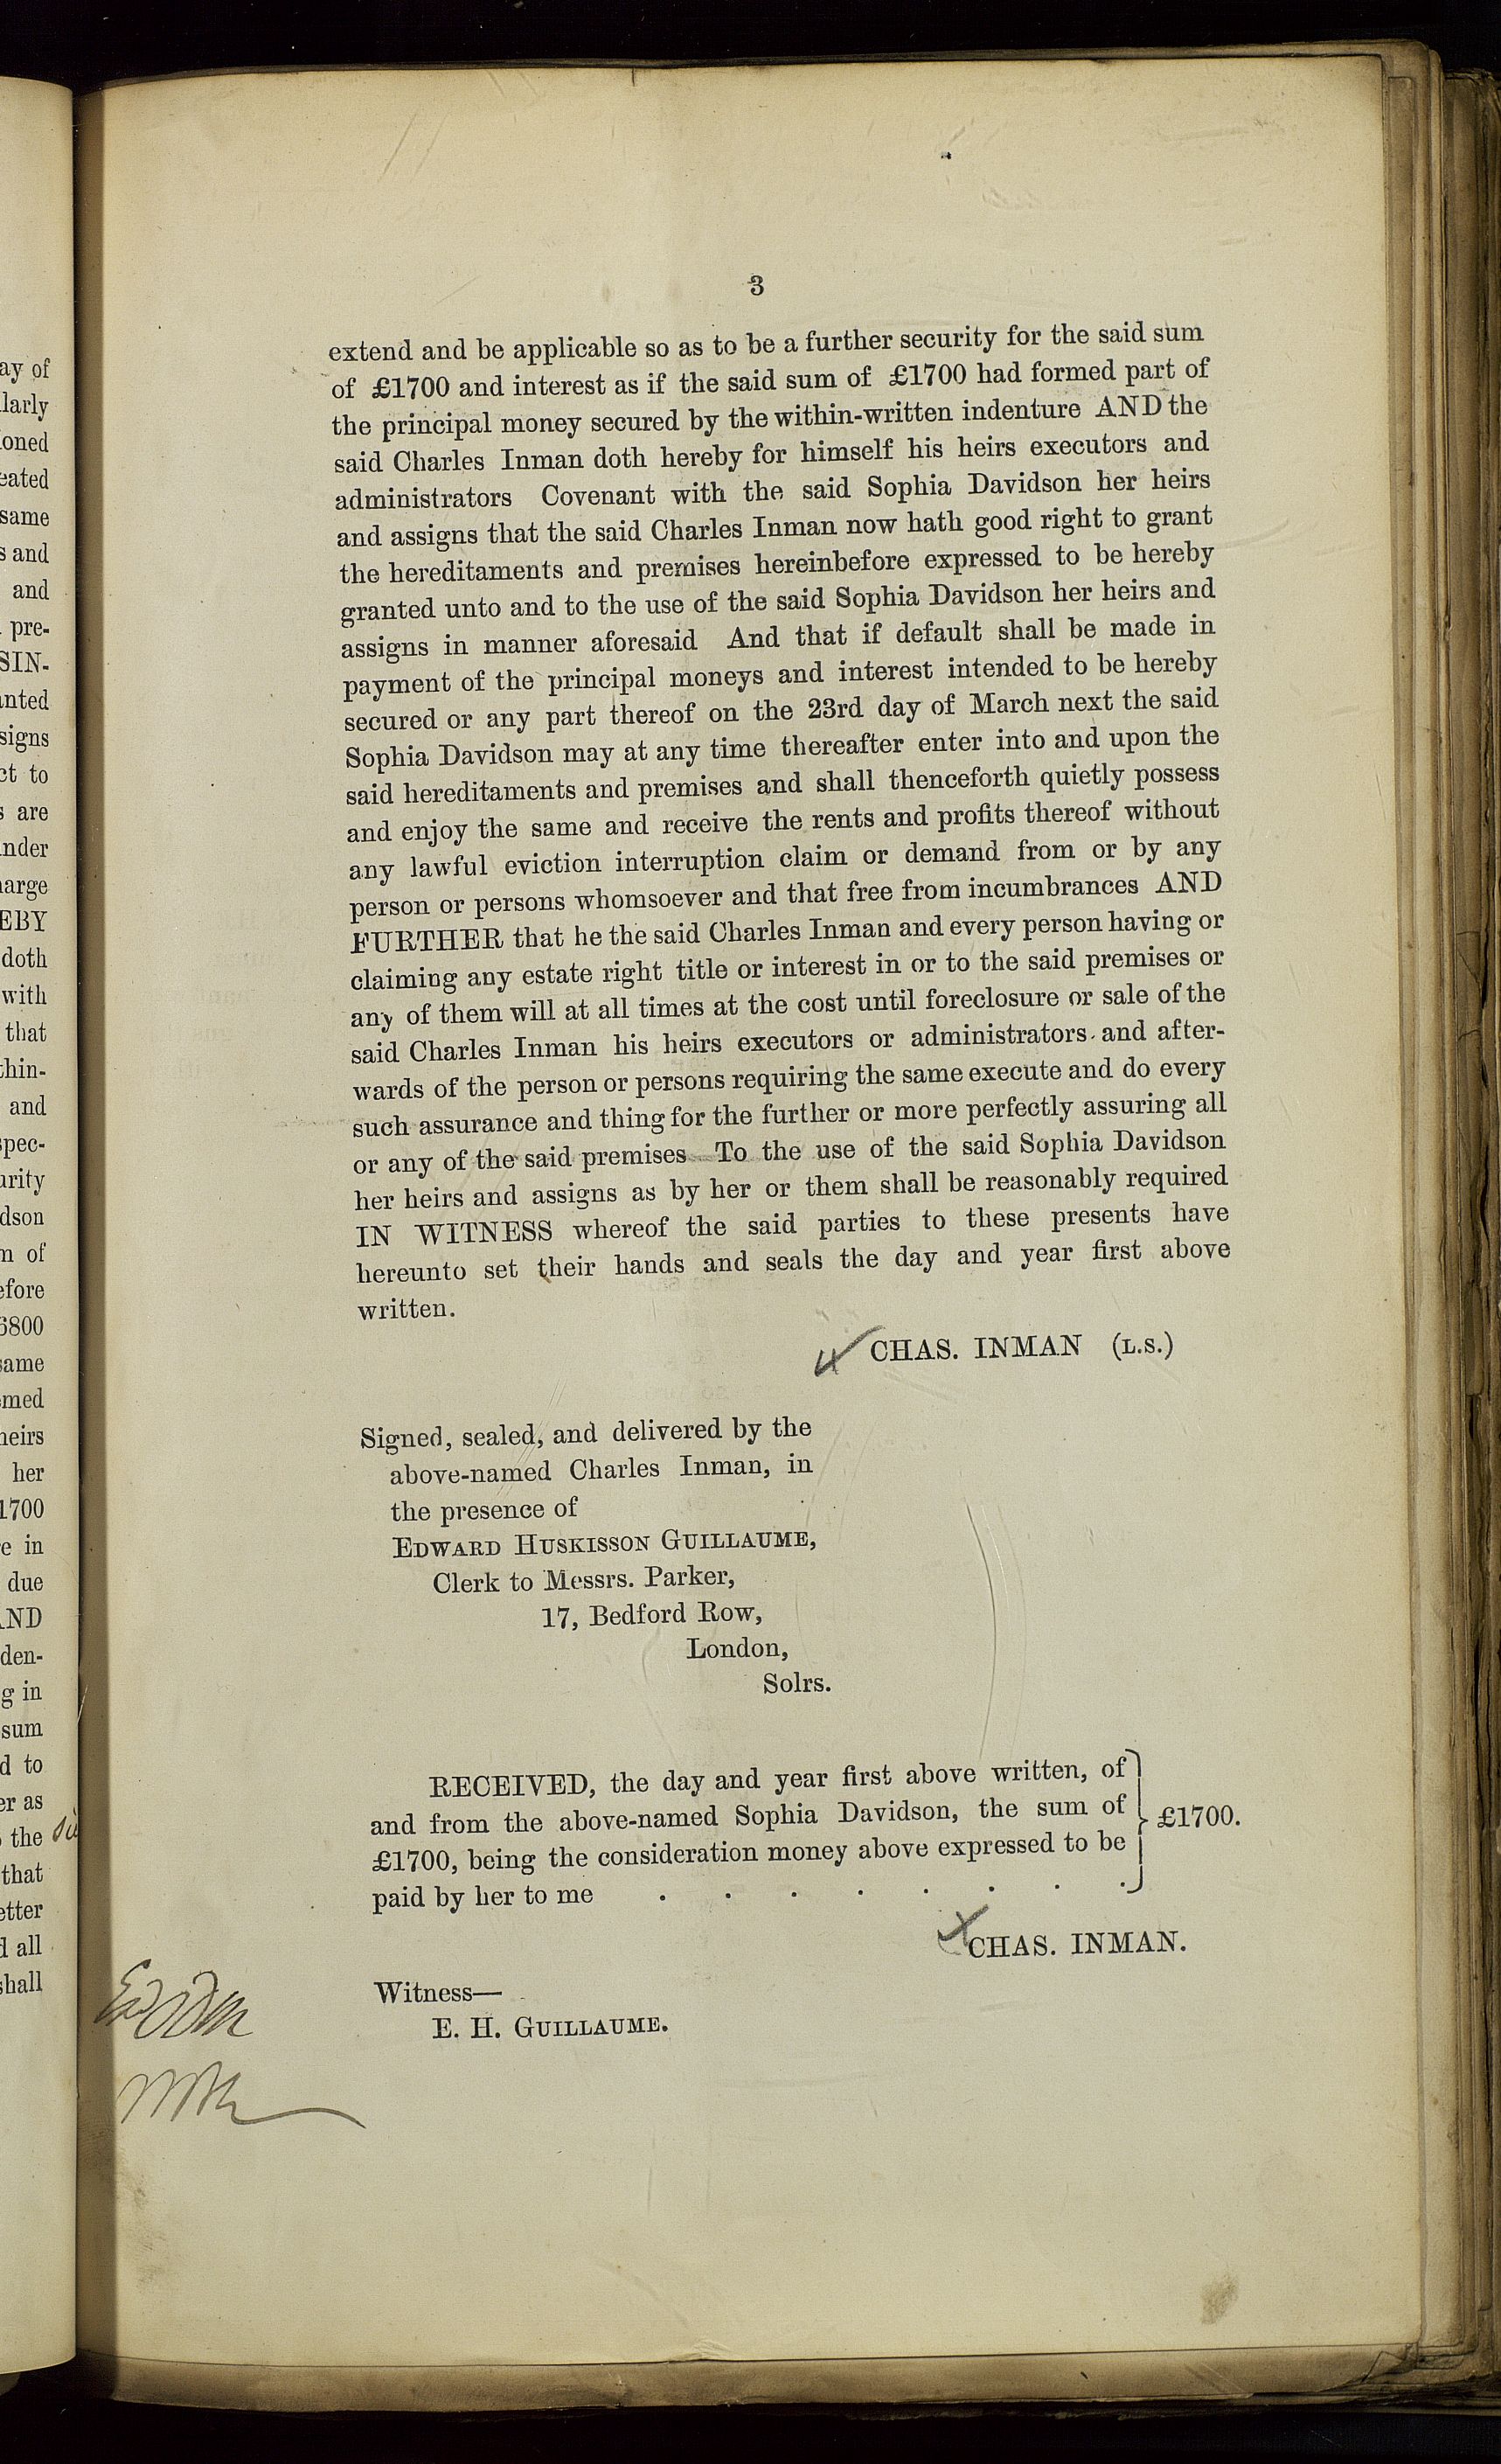 3
extend and be applicable so as to be a further security for the said sum
of £1700 and interest as if the said sum of £1700 had formed part of
the principal money secured by the within-written indenture AND the
said Charles Inman doth hereby for himself his heirs executors and
administrators Covenant with the said Sophia Davidson her heirs
and assigns that the said Charles Inman now hath good right to grant
the hereditaments and premises hereinbefore expressed to be hereby
granted unto and to the use of the said Sophia Davidson her heirs and
assigns in manner aforesaid And that if default shall be made in
payment of the principal moneys and interest intended to be hereby
secured or any part thereof on the 23rd day of March next the said
Sophia Davidson may at any time thereafter enter into and upon the
said hereditaments and premises and shall thenceforth quietly possess
and enjoy the same and receive the rents and profits thereof without
any lawful eviction interruption claim or demand from or by any
person or persons whomsoever and that free from incumbrances AND
FURTHER that he the said Charles Inman and every person having or
claiming any estate right title or interest in or to the said premises or
any of them will at all times at the cost until foreclosure or sale of the
said Charles Inman his heirs executors or administrators and after-
wards of the person or persons requiring the same execute and do every
such assurance and thing for the further or more perfectly assuring all
or any of the said premises To the use of the said Sophia Davidson
her heirs and assigns as by her or them shall be reasonably required
IN WITNESS whereof the said parties to these presents have
hereunto set their hands and seals the day and year first above
written.
CHAS. INMAN (L.S.)
Signed, sealed, and delivered by the
above-named Charles Inman, in
the presence of
EDWARD HUSKISSON GUILLAUME,
Clerk to Messrs. Parker,
17, Bedford Row,
London,
Solrs.
RECEIVED, the day and year first above written, of
and from the above-named Sophia Davidson, the sum of
£1700, being the consideration money above expressed to be
paid by her to me . . . . . . . .
£1700.
CHAS. INMAN.
Witness—
E. H. GUILLAUME.